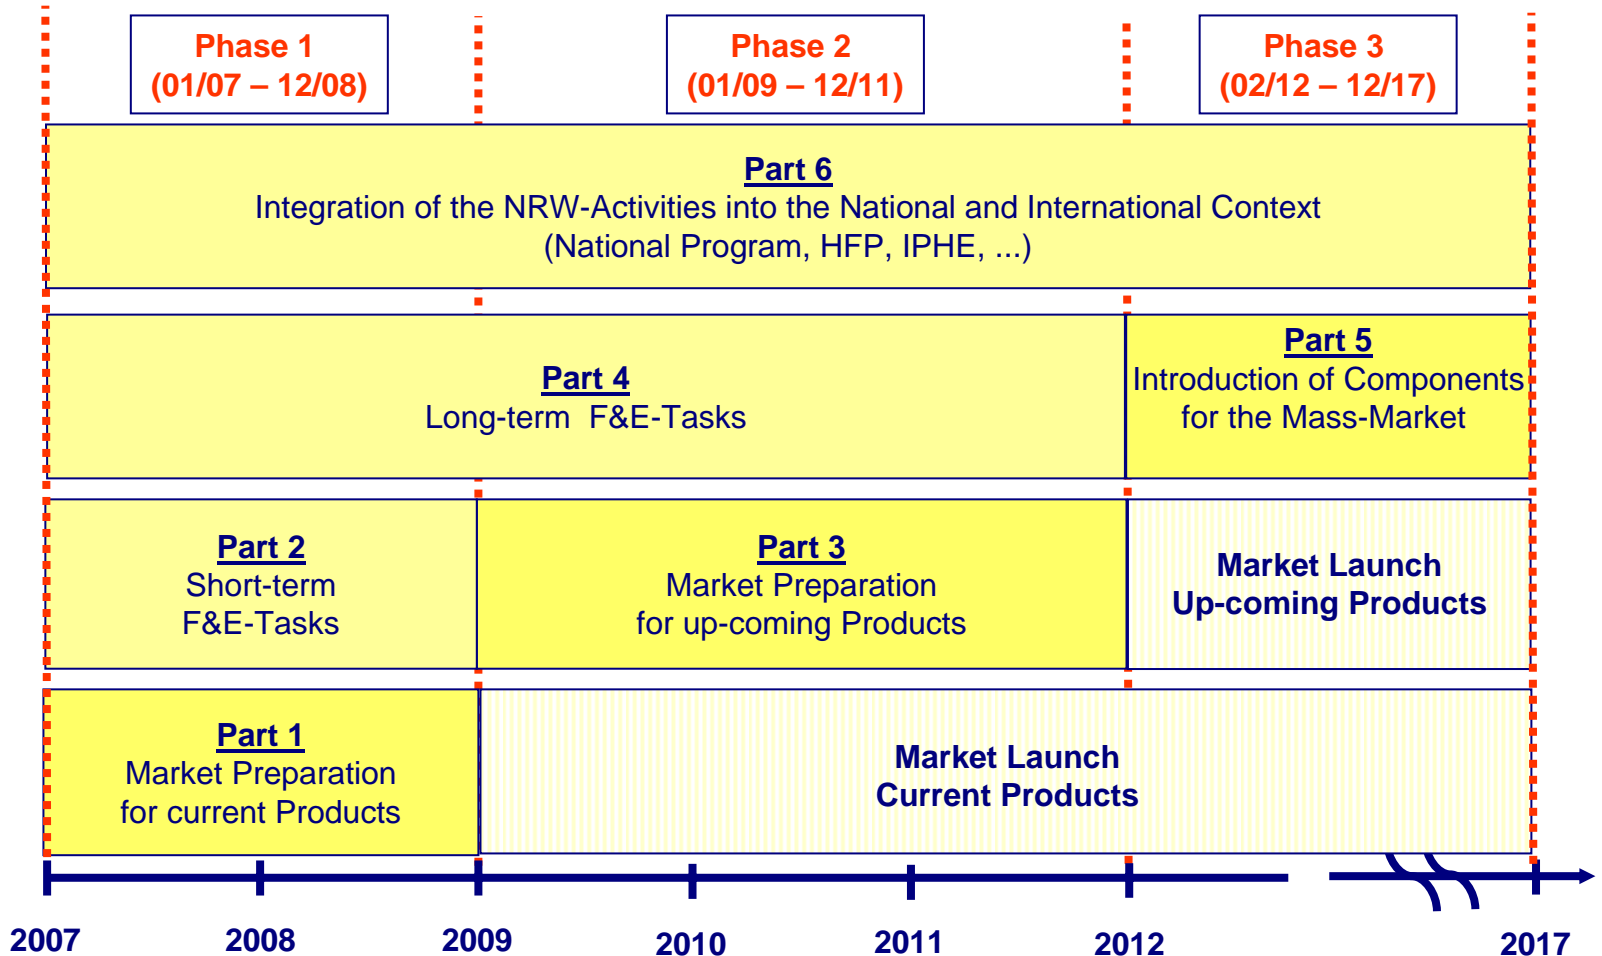 Phase 1
(01/07 – 12/08)
Phase 2
(01/09 – 12/11)
Phase 3
(02/12 – 12/17)
Part 6
Integration of the NRW-Activities into the National and International Context
(National Program, HFP, IPHE, ...)
Part 4
Long-term F&E-Tasks
Part 5
Introduction of Components
for the Mass-Market
Part 2
Short-term
F&E-Tasks
Part 3
Market Preparation
for up-coming Products
Market Launch
Up-coming Products
Part 1
Market Preparation
for current Products
Market Launch
Current Products
2007
2008
2009
2010
2011
2012
2017